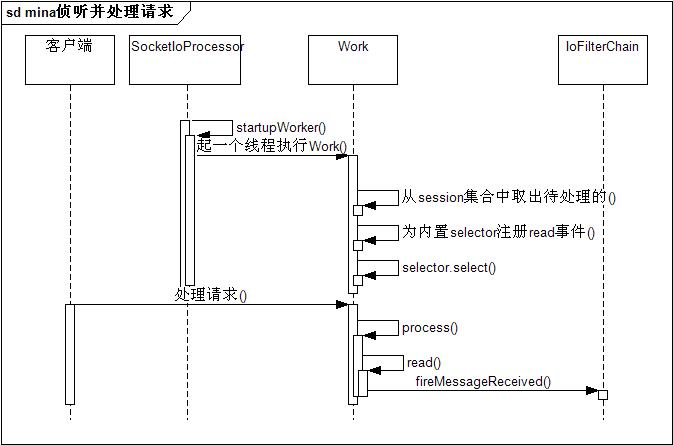 sd mina侦听并处理请求
客户端
SocketIoProcessor
Work
IoFilterChain
startupWorker()
起一个线程执行Work()
从session集合中取出待处理的()
为内置selector注册read事件()
selector.select()
处理请求()
process()
read()
fireMessageReceived()